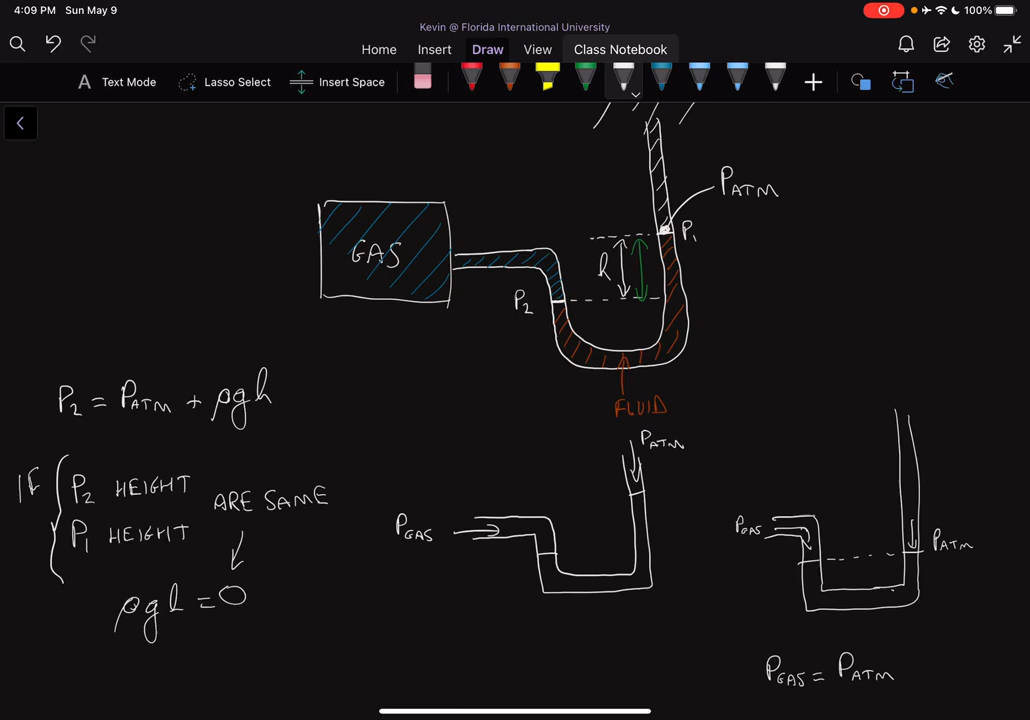 4:09 PM Sun May 9
100%
Kevin @ Florida International University
Home Insert Draw View Class Notebook
Text Mode Lasso Select Insert Space
PATM
P1
GAS
h
P2
FLUID
P2 = PATM + ρgh
IF
P2 HEIGHT
P1 HEIGHT
ARE SAME
ρgh = 0
PATM
PGAS
PGAS
PATM
PGAS = PATM